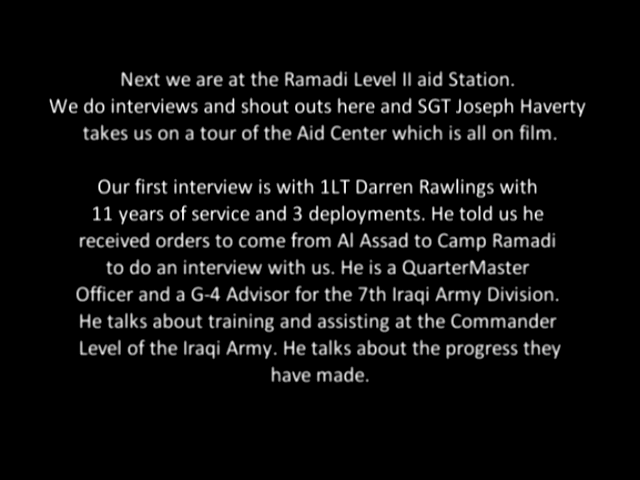 Next we are at the Ramadi Level II aid Station.
We do interviews and shout outs here and SGT Joseph Haverty
takes us on a tour of the Aid Center which is all on film.
Our first interview is with 1LT Darren Rawlings with
11 years of service and 3 deployments. He told us he
received orders to come from Al Assad to Camp Ramadi
to do an interview with us. He is a QuarterMaster
Officer and a G-4 Advisor for the 7th Iraqi Army Division.
He talks about training and assisting at the Commander
Level of the Iraqi Army. He talks about the progress they
have made.